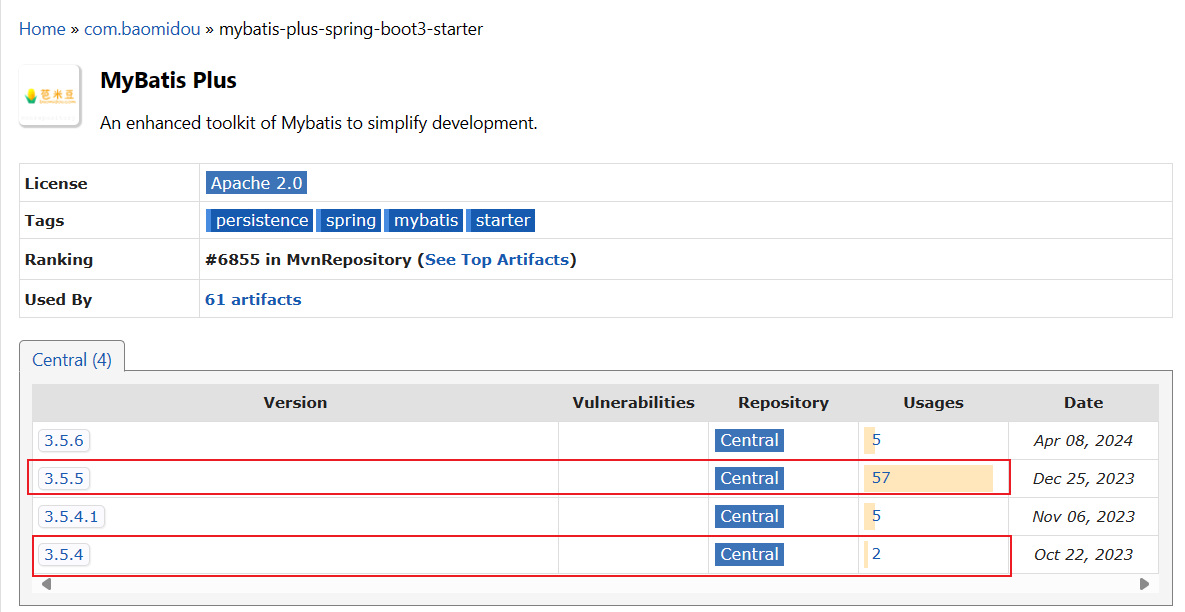 Home » com.baomidou » mybatis-plus-spring-boot3-starter
MyBatis Plus
芭米豆
An enhanced toolkit of Mybatis to simplify development.
License Apache 2.0
Tags persistence spring mybatis starter
Ranking #6855 in MvnRepository (See Top Artifacts)
Used By 61 artifacts
Central (4)
Version Vulnerabilities Repository Usages Date
3.5.6 Central 5 Apr 08, 2024
3.5.5 Central 57 Dec 25, 2023
3.5.4.1 Central 5 Nov 06, 2023
3.5.4 Central 2 Oct 22, 2023